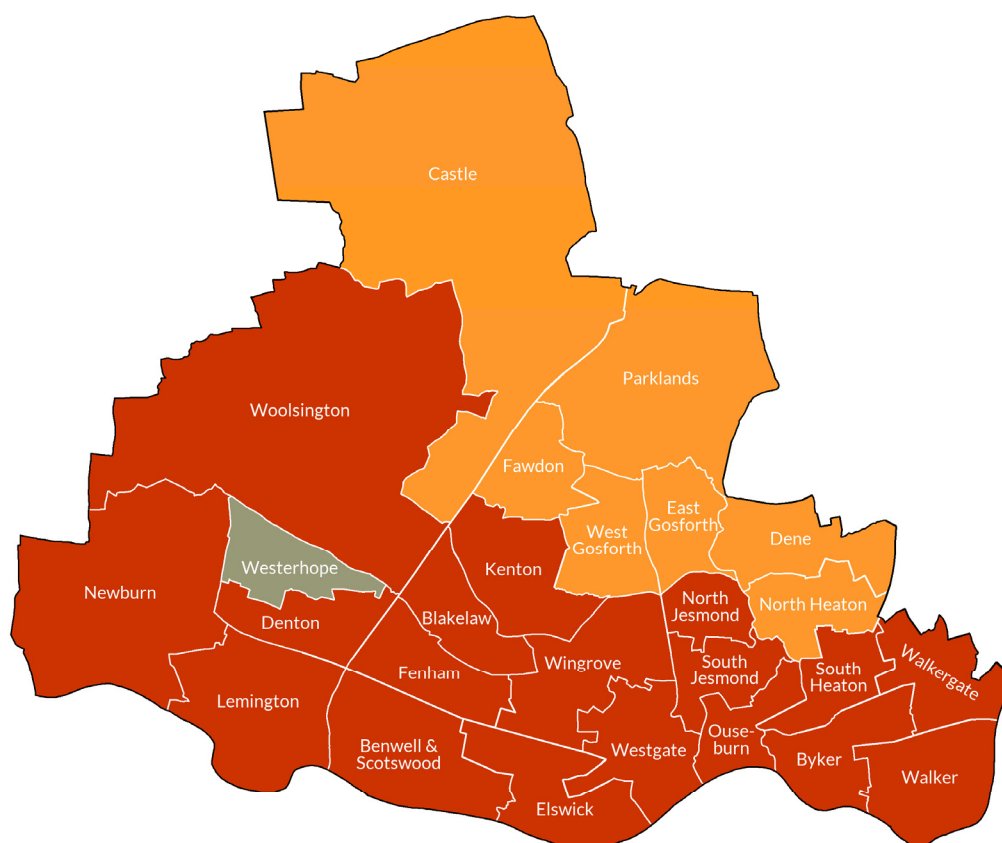 Castle
Parklands
Woolsington
Fawdon
West
Gosforth
East
Gosforth
Dene
Westerhope
Kenton
Newburn
North
Jesmond
North Heaton
Denton
Blakelaw
Fenham
Wingrove
South
Jesmond
South
Heaton
Walkergate
Lemington
Benwell &
Scotswood
Westgate
Ouse-
burn
Byker
Walker
Elswick